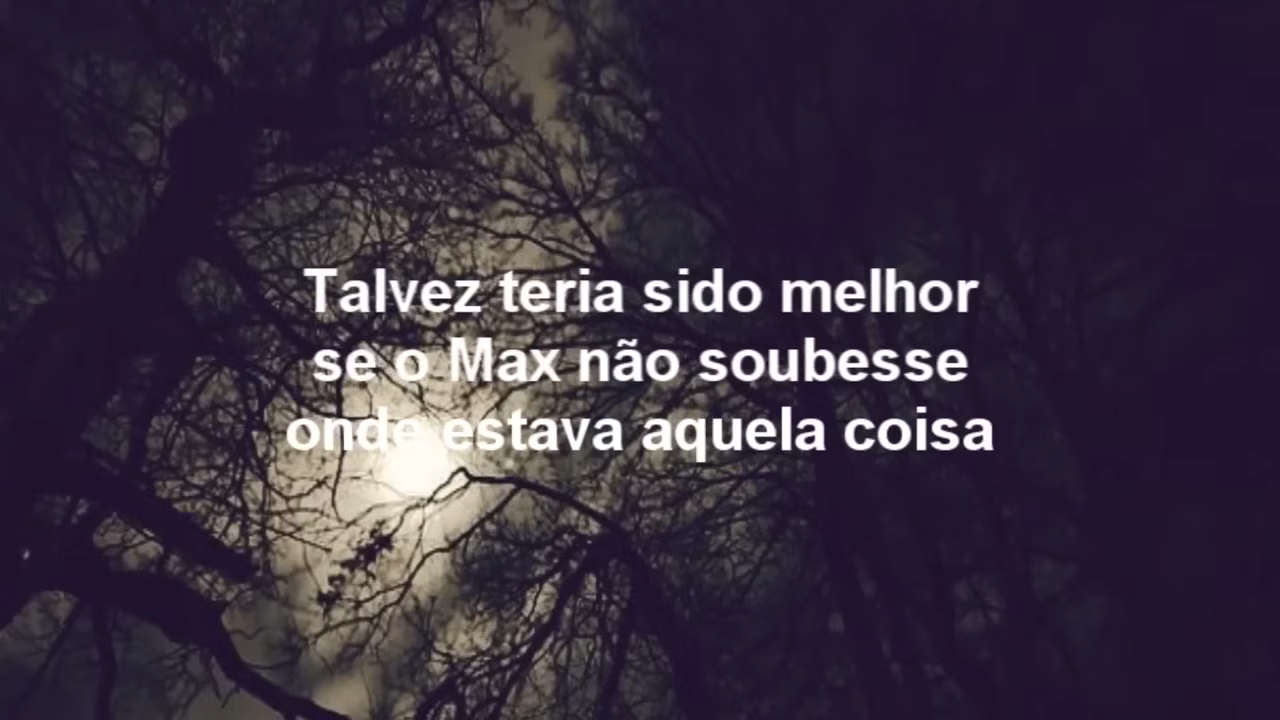 Talvez teria sido melhor
se o Max não soubesse
onde estava aquela coisa